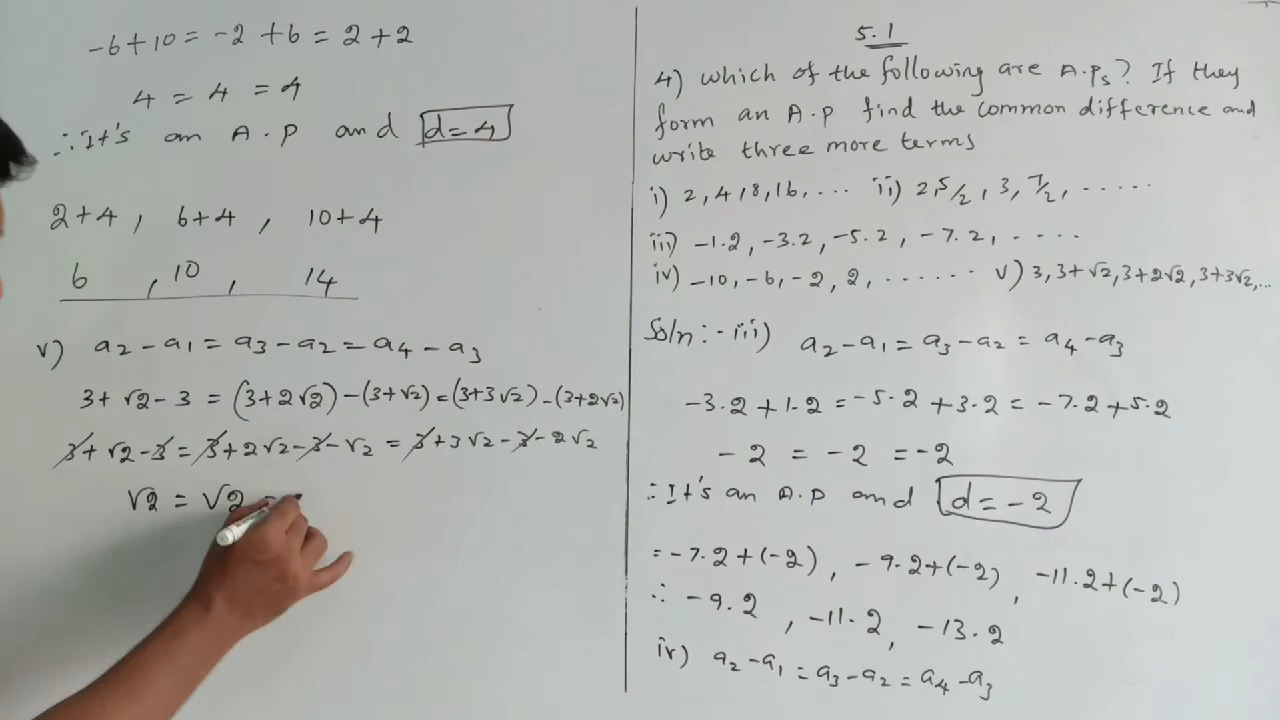 -6+10 = -2+6 = 2+2
4 = 4 = 4
∴ It's an A.P and d=4
2+4, 6+4, 10+4
6, 10, 14
v) a₂-a₁ = a₃-a₂ = a₄-a₃
3+√2-3 = (3+2√2)-(3+√2) = (3+3√2)-(3+2√2)
3+√2-3 = 3+2√2-3-√2 = 3+3√2-3-2√2
√2 = √2 =
5.1
4) which of the following are A.Ps? If they
form an A.P find the common difference and
write three more terms
i) 2, 4, 8, 16, ... ii) 2, 5/2, 3, 7/2, .....
iii) -1.2, -3.2, -5.2, -7.2, ....
iv) -10, -6, -2, 2, ....... v) 3, 3+√2, 3+2√2, 3+3√2, ...
Soln :- iii) a₂-a₁ = a₃-a₂ = a₄-a₃
-3.2+1.2 = -5.2+3.2 = -7.2+5.2
-2 = -2 = -2
∴ It's an A.P and d=-2
= -7.2+(-2), -9.2+(-2), -11.2+(-2)
∴ -9.2, -11.2, -13.2
iv) a₂-a₁ = a₃-a₂ = a₄-a₃